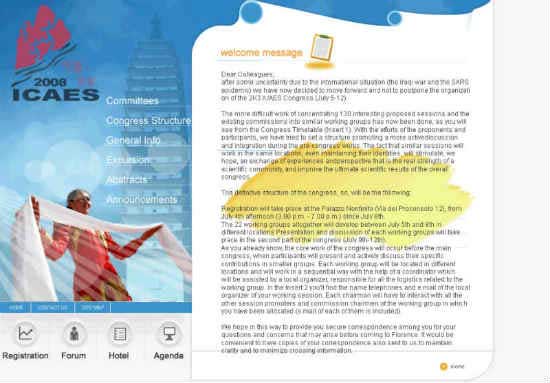 2008
ICAES
Committees
Congress Structure
General Info
Excursion
Abstracts
Announcements
HOME
CONTACT US
SITEMAP
Registration
Forum
Hotel
Agenda
welcome message
Dear Colleagues,
after some uncertainty due to the international situation (the Iraqi war and the SARS
epidemic) we have now decided to move forward and not to postpone the organizati
on of the 2K3 ICAES Congress (July 5-12).
The more difficult work of concentrating 130 interesting proposed sessions and the
existing commissions into similar working groups has now been done, as you will
see from the Congress Timetable (Insert 1). With the efforts of the proponents and
participants, we have tried to set a structure promoting a more active discussion
and integration during the congress works. The fact that similar sessions will
work in the same locations, even maintaining their identities, will stimulate, we
hope, an exchange of experiences and perspective that is the real strength of a
scientific community, and improve the ultimate scientific results of the overall
congress.
This definitive structure of the congress, so, will be the following:
Registration will take place at the Palazzo Nonfinito (Via del Proconsolo 12), from
July 4th afternoon (3.00 p.m. - 7.00 p.m.) since July 8th.
The 22 working groups altogether will develop between July 5th and 8th in
different locations. Presentation and discussion of each working groups will take
place in the second part of the congress (July 9th-12th).
As you already know, the core work of the congress will occur before the main
congress, when participants will present and actively discuss their specific
contributions in smaller groups. Each working group will be located in different
locations and will work in a sequential way with the help of a coordinator which
will be assisted by a local organizer, responsible for all the logistics related to the
working group. In the Insert 2 you'll find the name, telephones and e.mail of the local
organizer of your working session. Each chairmen will have to interact with all the
other session promoters and commission chairmen of the working group in which
you have been allocated (e.mail of each of them is included).
We hope in this way to provide you secure correspondence among you for your
questions and concerns that may arise before coming to Florence. It would be
convenient to have copies of your correspondence also sent to us to maintain
clarity and to minimize crossing information.
more